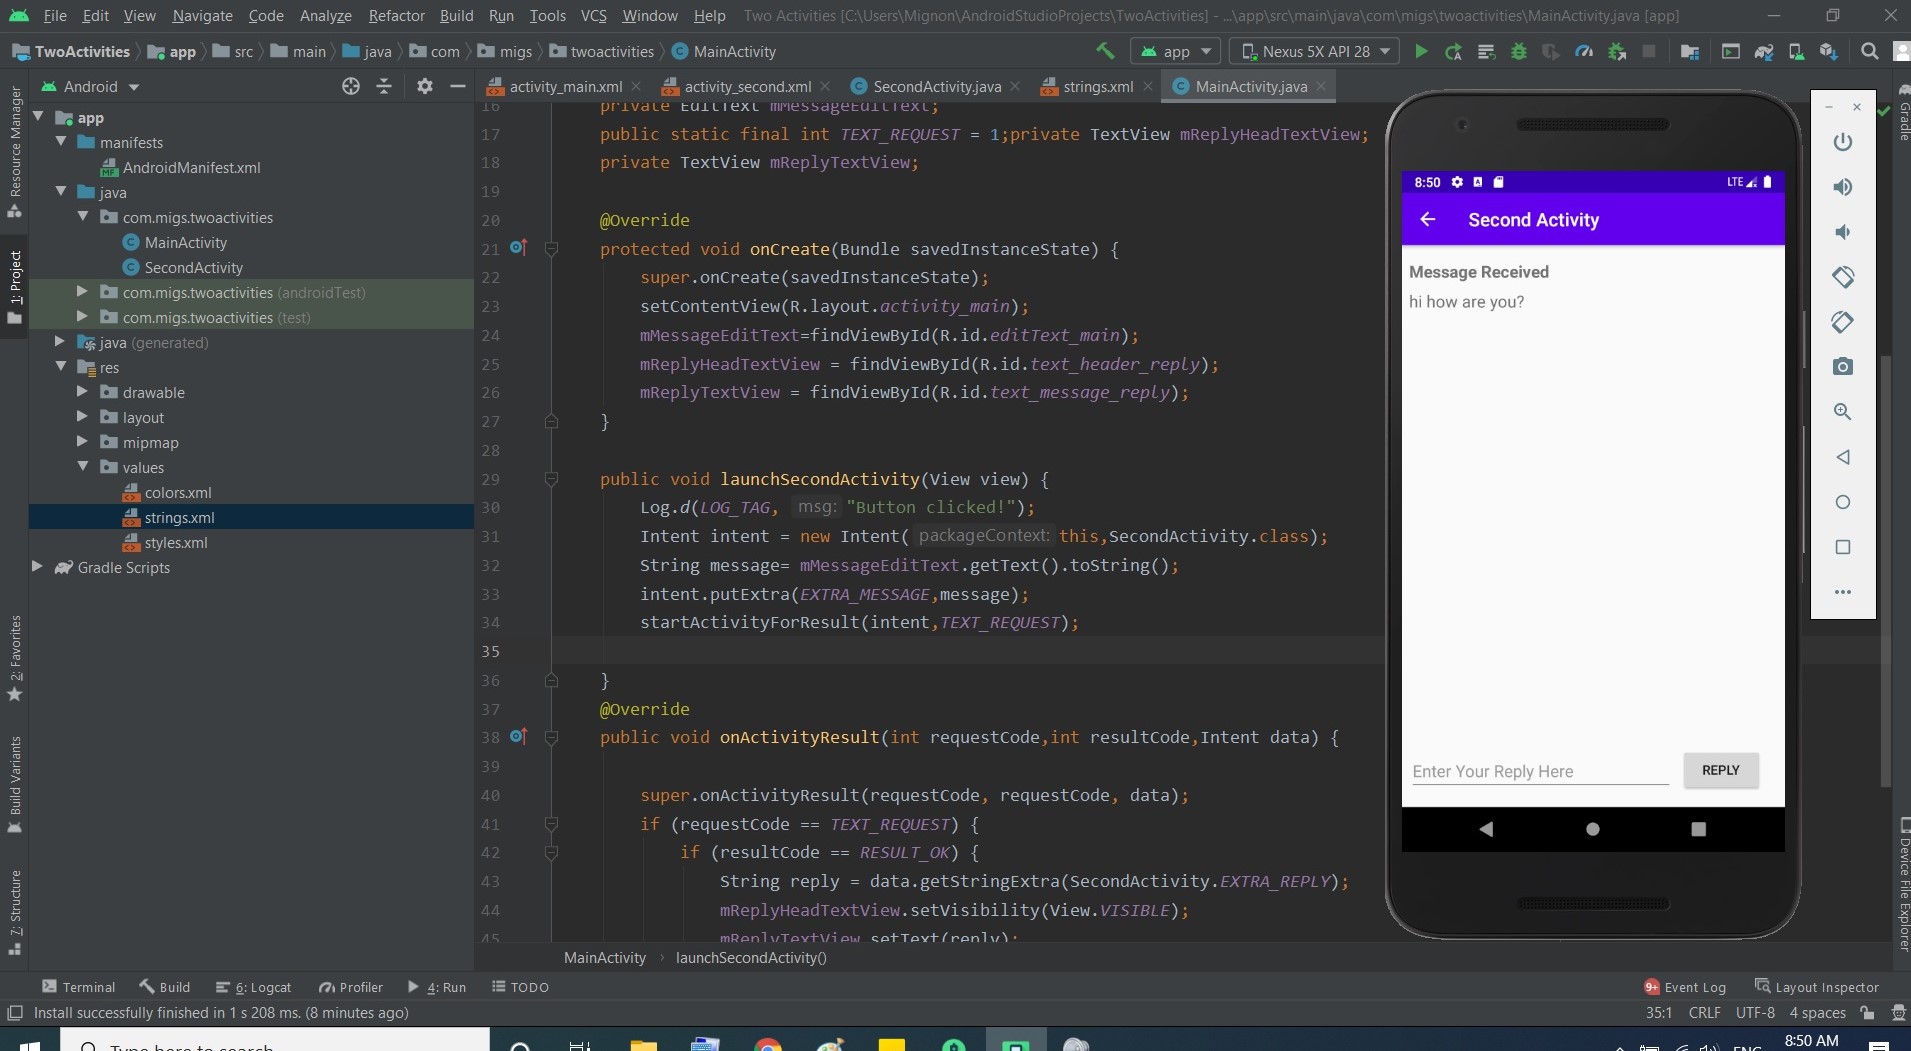 File Edit View Navigate Code Analyze Refactor Build Run Tools VCS Window Help Two Activities [C:\Users\Mignon\AndroidStudioProjects\TwoActivities] - ...\app\src\main\java\com\migs\twoactivities\MainActivity.java [app]
TwoActivities app src main java com migs twoactivities MainActivity app Nexus 5X API 28
Android
activity_main.xml activity_second.xml SecondActivity.java strings.xml MainActivity.java
Resource Manager
1: Project
2: Favorites
Build Variants
7: Structure
app
manifests
AndroidManifest.xml
java
com.migs.twoactivities
MainActivity
SecondActivity
com.migs.twoactivities (androidTest)
com.migs.twoactivities (test)
java (generated)
res
drawable
layout
mipmap
values
colors.xml
strings.xml
styles.xml
Gradle Scripts
16 private EditText mMessageEditText;
17 public static final int TEXT_REQUEST = 1;private TextView mReplyHeadTextView;
18 private TextView mReplyTextView;
19
20 @Override
21 protected void onCreate(Bundle savedInstanceState) {
22 super.onCreate(savedInstanceState);
23 setContentView(R.layout.activity_main);
24 mMessageEditText=findViewById(R.id.editText_main);
25 mReplyHeadTextView = findViewById(R.id.text_header_reply);
26 mReplyTextView = findViewById(R.id.text_message_reply);
27 }
28
29 public void launchSecondActivity(View view) {
30 Log.d(LOG_TAG, msg: "Button clicked!");
31 Intent intent = new Intent( packageContext: this,SecondActivity.class);
32 String message= mMessageEditText.getText().toString();
33 intent.putExtra(EXTRA_MESSAGE,message);
34 startActivityForResult(intent,TEXT_REQUEST);
35
36 }
37 @Override
38 public void onActivityResult(int requestCode,int resultCode,Intent data) {
39
40 super.onActivityResult(requestCode, requestCode, data);
41 if (requestCode == TEXT_REQUEST) {
42 if (resultCode == RESULT_OK) {
43 String reply = data.getStringExtra(SecondActivity.EXTRA_REPLY);
44 mReplyHeadTextView.setVisibility(View.VISIBLE);
45 mReplyTextView.setText(reply);
MainActivity launchSecondActivity()
8:50 LTE
Second Activity
Message Received
hi how are you?
Enter Your Reply Here REPLY
Gradle
Device File Explorer
Terminal Build 6: Logcat Profiler 4: Run TODO 9+ Event Log Layout Inspector
Install successfully finished in 1 s 208 ms. (8 minutes ago) 35:1 CRLF UTF-8 4 spaces
Type here to search ENG 8:50 AM